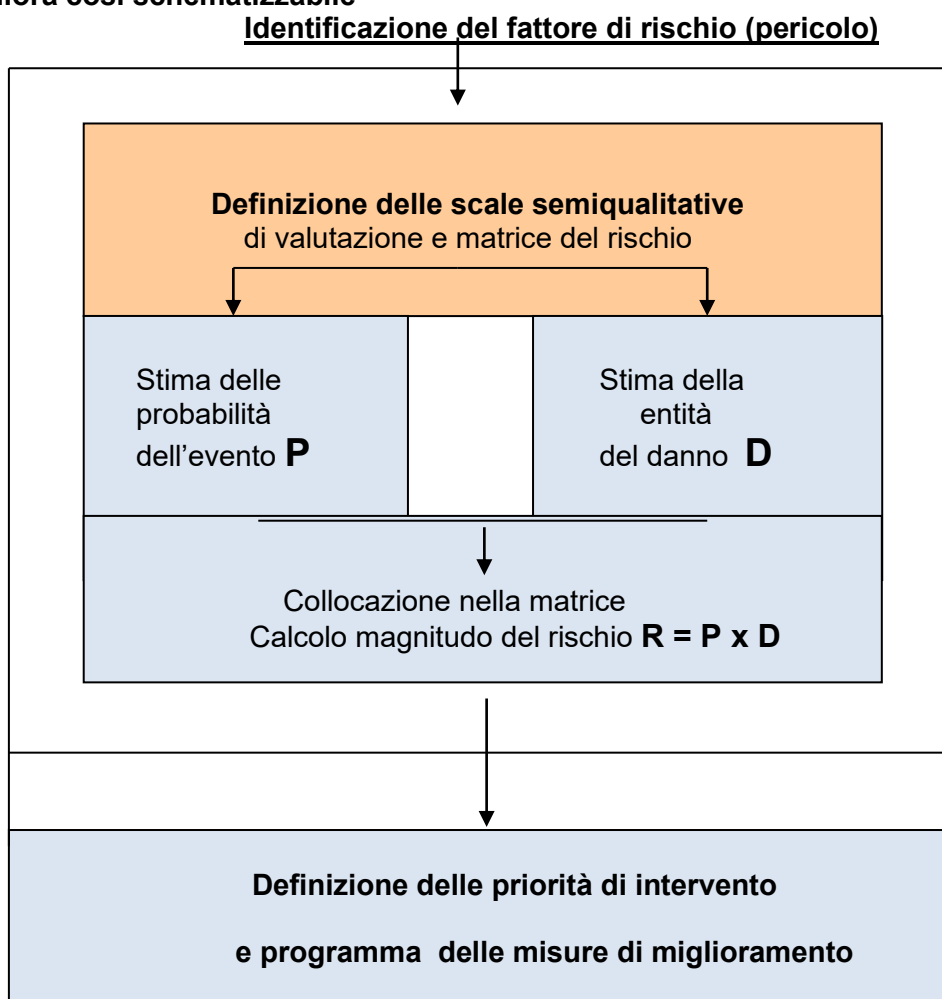 così schematizzabile
Identificazione del fattore di rischio (pericolo)
Definizione delle scale semiqualitative
di valutazione e matrice del rischio
Stima delle
probabilità
dell'evento P
Stima della
entità
del danno D
Collocazione nella matrice
Calcolo magnitudo del rischio R = P x D
Definizione delle priorità di intervento
e programma delle misure di miglioramento